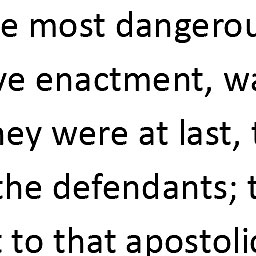 e most dangerou
ve enactment, wa
hey were at last, t
the defendants; t
t to that apostolic